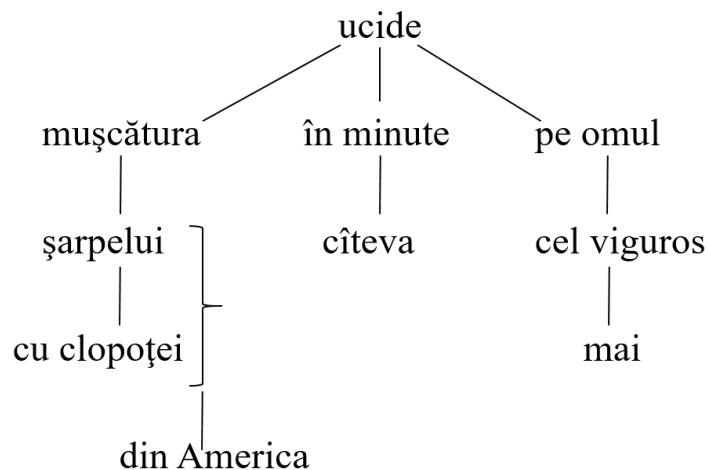 ucide
muşcătura în minute pe omul
şarpelui cîteva cel viguros
cu clopoţei mai
din America